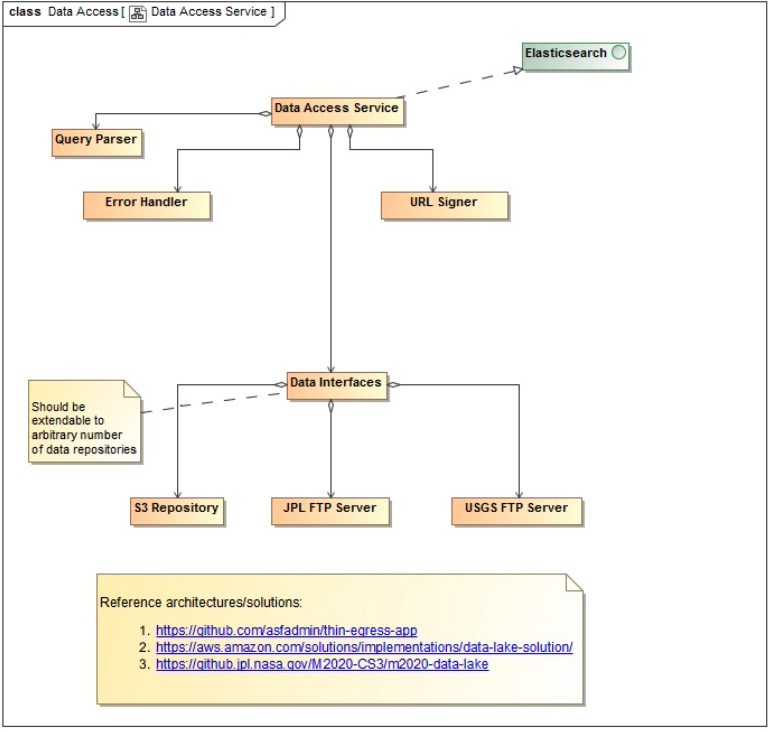 class Data Access [ Data Access Service ]
Elasticsearch
Data Access Service
Query Parser
Error Handler
URL Signer
Data Interfaces
Should be
extendable to
arbitrary number
of data repositories
S3 Repository
JPL FTP Server
USGS FTP Server
Reference architectures/solutions:
1. https://github.com/asfadmin/thin-egress-app
2. https://aws.amazon.com/solutions/implementations/data-lake-solution/
3. https://github.jpl.nasa.gov/M2020-CS3/m2020-data-lake